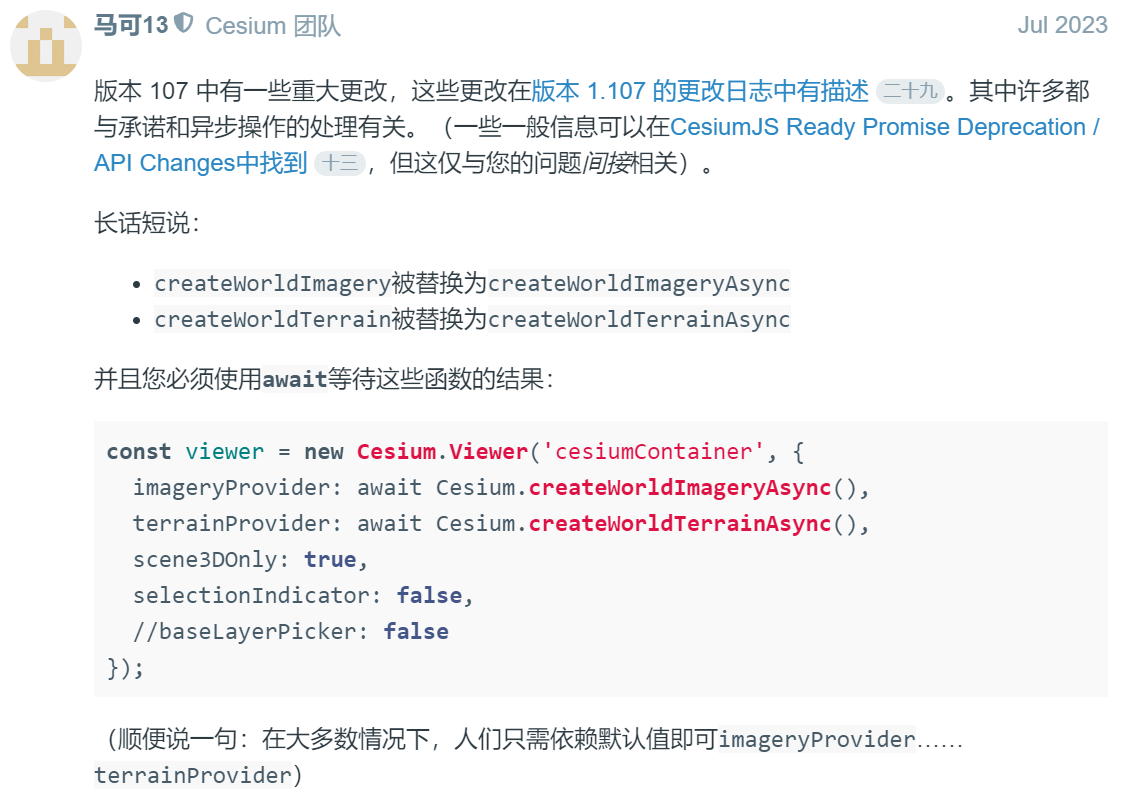 马可13 Cesium 团队 Jul 2023
版本 107 中有一些重大更改，这些更改在版本 1.107 的更改日志中有描述 二十九 。其中许多都
与承诺和异步操作的处理有关。（一些一般信息可以在CesiumJS Ready Promise Deprecation /
API Changes中找到 十三 ，但这仅与您的问题间接相关）。
长话短说：
• createWorldImagery被替换为createWorldImageryAsync
• createWorldTerrain被替换为createWorldTerrainAsync
并且您必须使用await等待这些函数的结果：
const viewer = new Cesium.Viewer('cesiumContainer', {
  imageryProvider: await Cesium.createWorldImageryAsync(),
  terrainProvider: await Cesium.createWorldTerrainAsync(),
  scene3DOnly: true,
  selectionIndicator: false,
  //baseLayerPicker: false
});
（顺便说一句：在大多数情况下，人们只需依赖默认值即可imageryProvider……
terrainProvider）